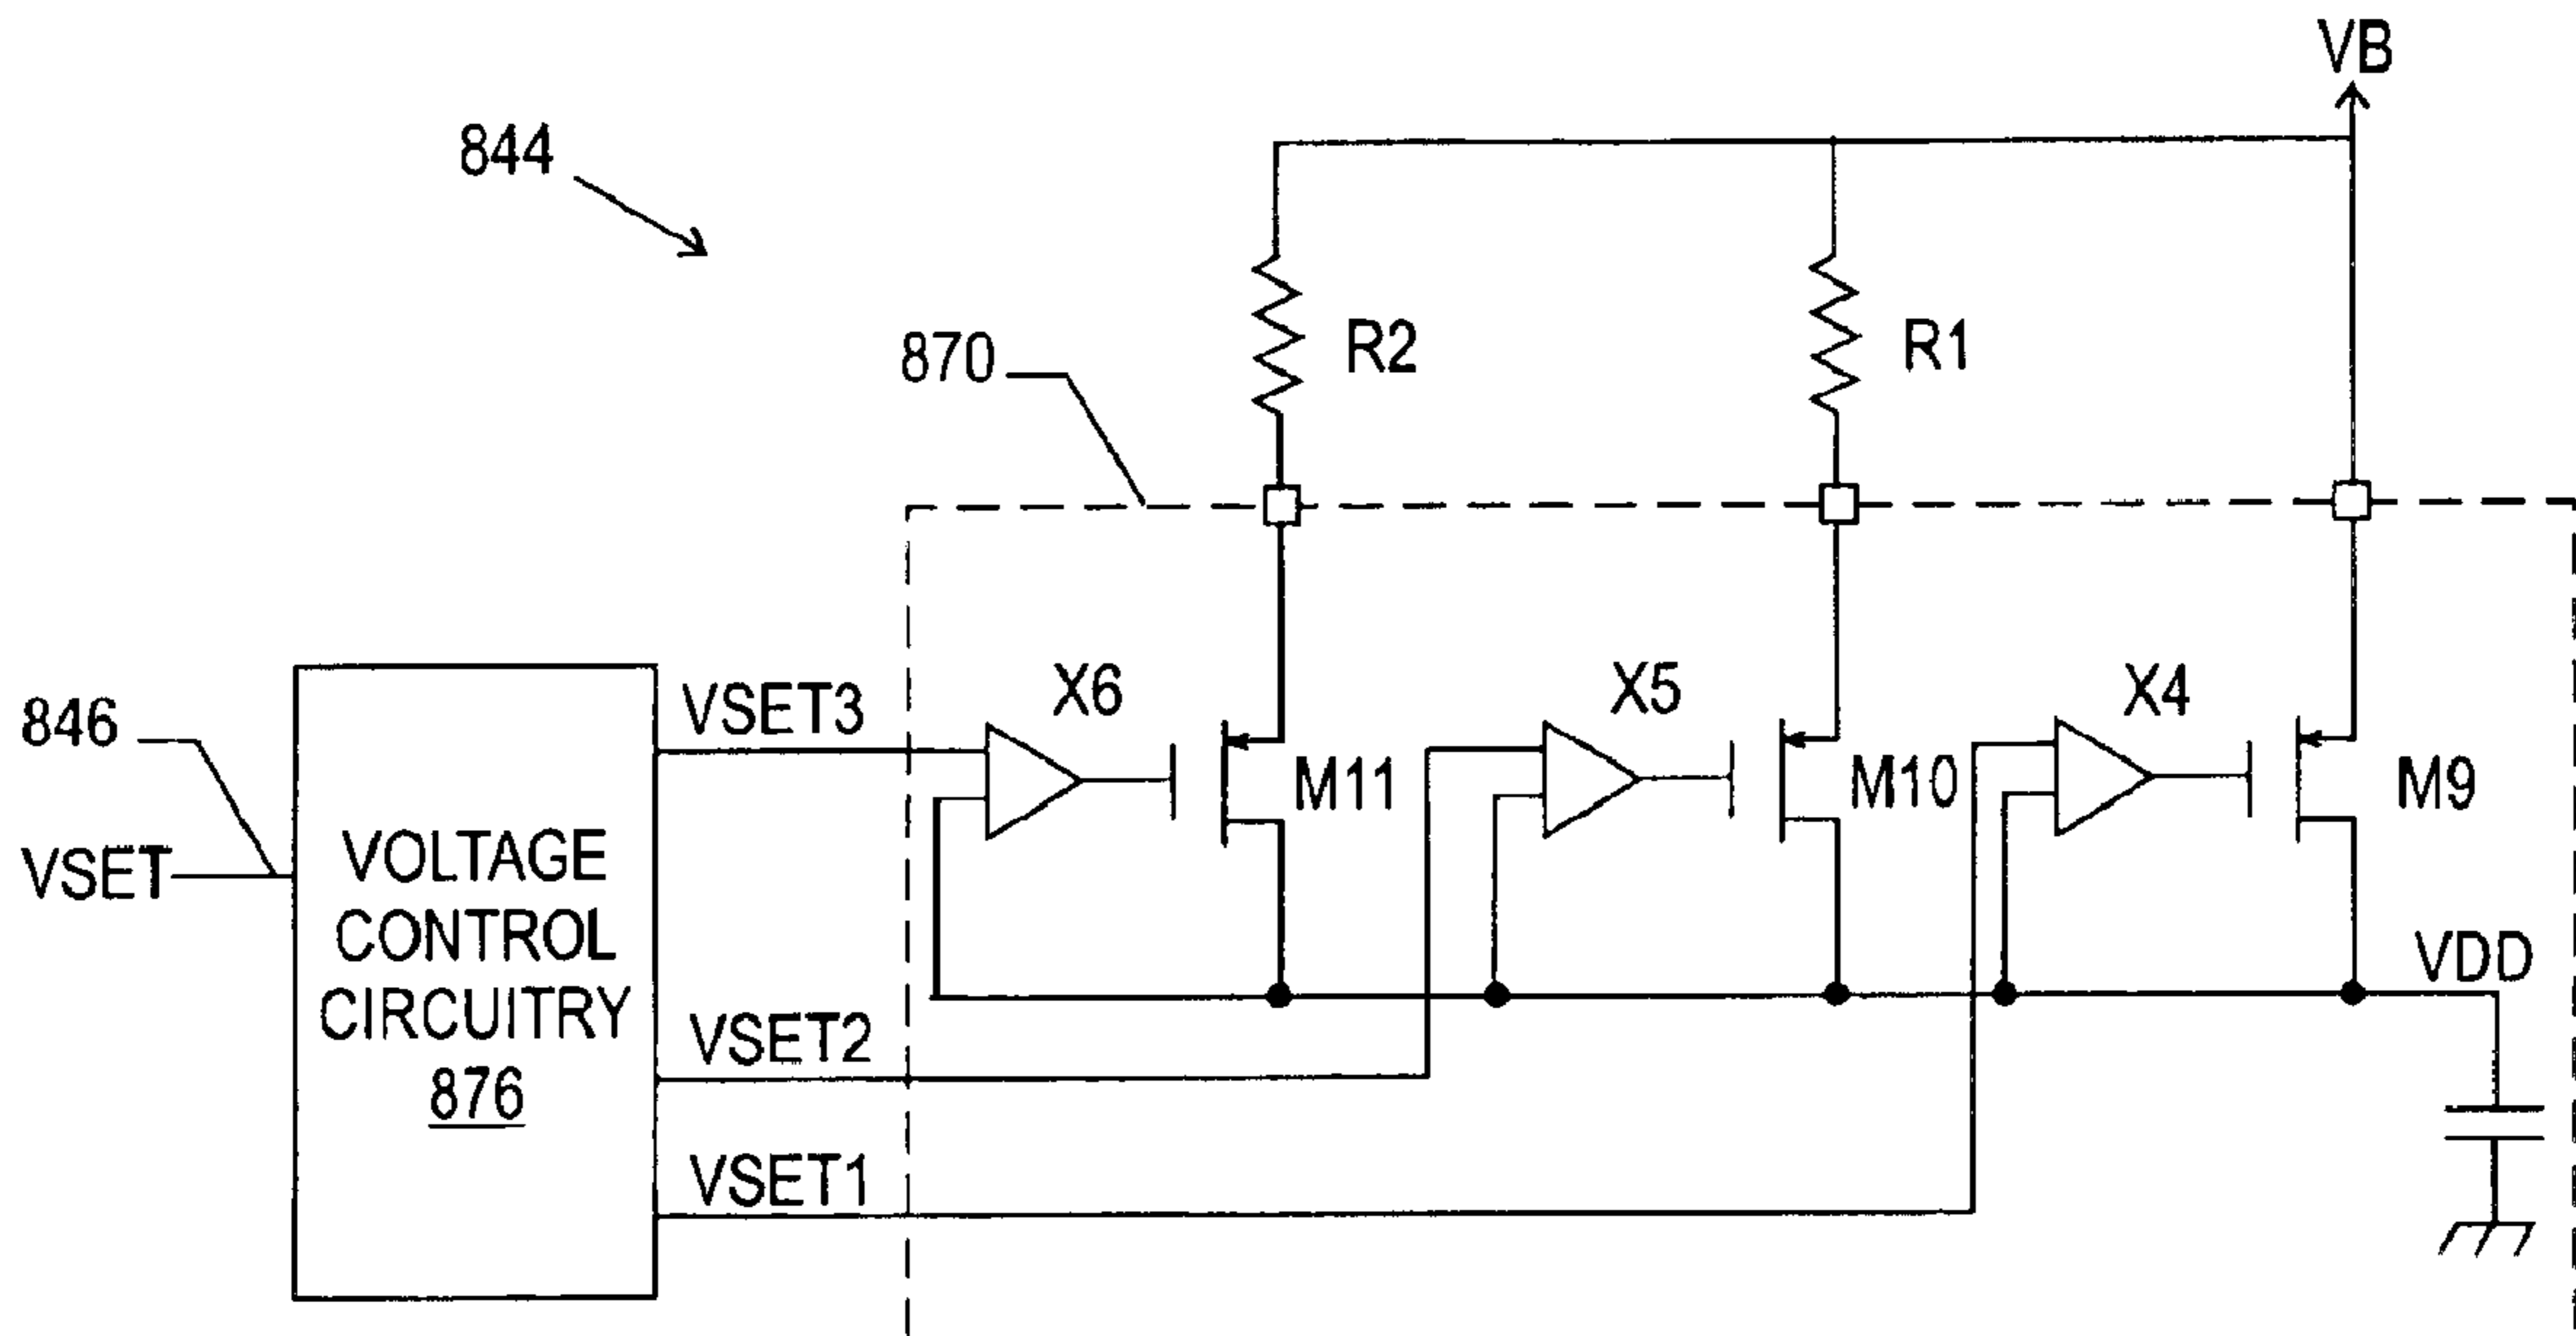 VB
844
870
R2
R1
X6
X5
X4
VSET3
846
M11
M10
M9
VSET
VOLTAGE
CONTROL
CIRCUITRY
876
VDD
VSET2
VSET1